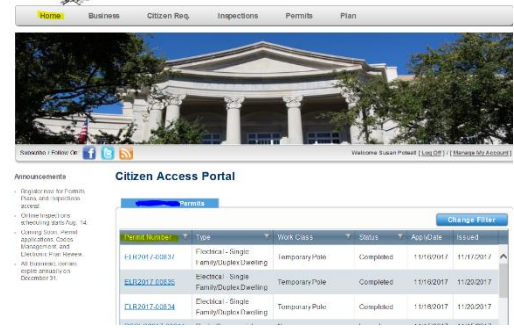 Home Business Citizen Req. Inspections Permits Plan
Subscribe / Follow On: Welcome Susan [ Log Off ] / [ Manage My Account ]
Announcements
Register now for Permits
Plans, and Inspections
access!
Online Inspections
scheduling starts Aug. 14.
Coming Soon: Permit
applications, Codes
Management, and
Electronic Plan Review.
All Business Licenses
expire annually on
December 31.
Citizen Access Portal
Permits
Change Filter
Permit Number Type Work Class Status ApplyDate Issued
ELR2017-00837 Electrical - Single Family/Duplex Dwelling Temporary Pole Completed 11/16/2017 11/17/2017
ELR2017-00835 Electrical - Single Family/Duplex Dwelling Temporary Pole Completed 11/16/2017 11/20/2017
ELR2017-00834 Electrical - Single Family/Duplex Dwelling Temporary Pole Completed 11/16/2017 11/20/2017